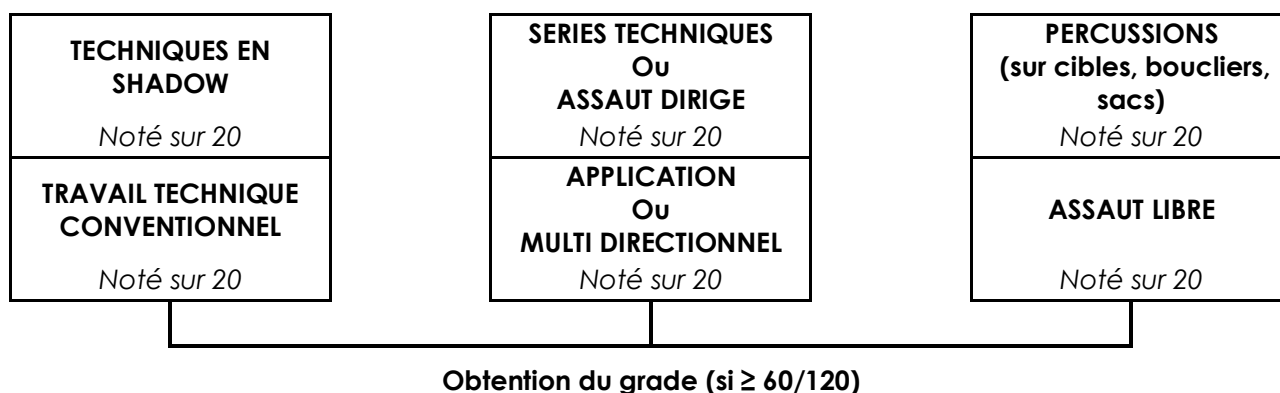 TECHNIQUES EN
SHADOW
Noté sur 20
TRAVAIL TECHNIQUE
CONVENTIONNEL
Noté sur 20
SERIES TECHNIQUES
Ou
ASSAUT DIRIGE
Noté sur 20
APPLICATION
Ou
MULTI DIRECTIONNEL
Noté sur 20
PERCUSSIONS
(sur cibles, boucliers,
sacs)
Noté sur 20
ASSAUT LIBRE
Noté sur 20
Obtention du grade (si ≥ 60/120)